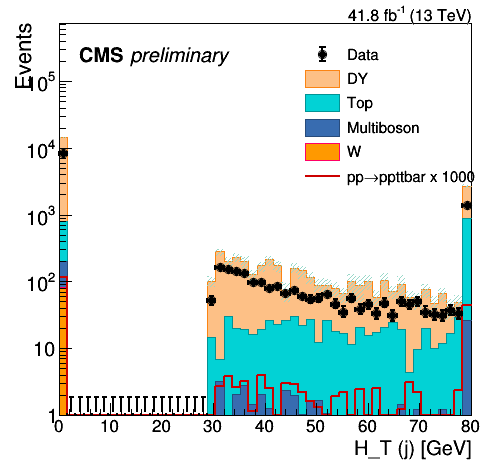 41.8 fb⁻¹ (13 TeV)
Events
CMS preliminary
Data
DY
Top
Multiboson
W
pp→ppttbar x 1000
10⁵
10⁴
10³
10²
10
1
0 10 20 30 40 50 60 70 80
H_T (j) [GeV]